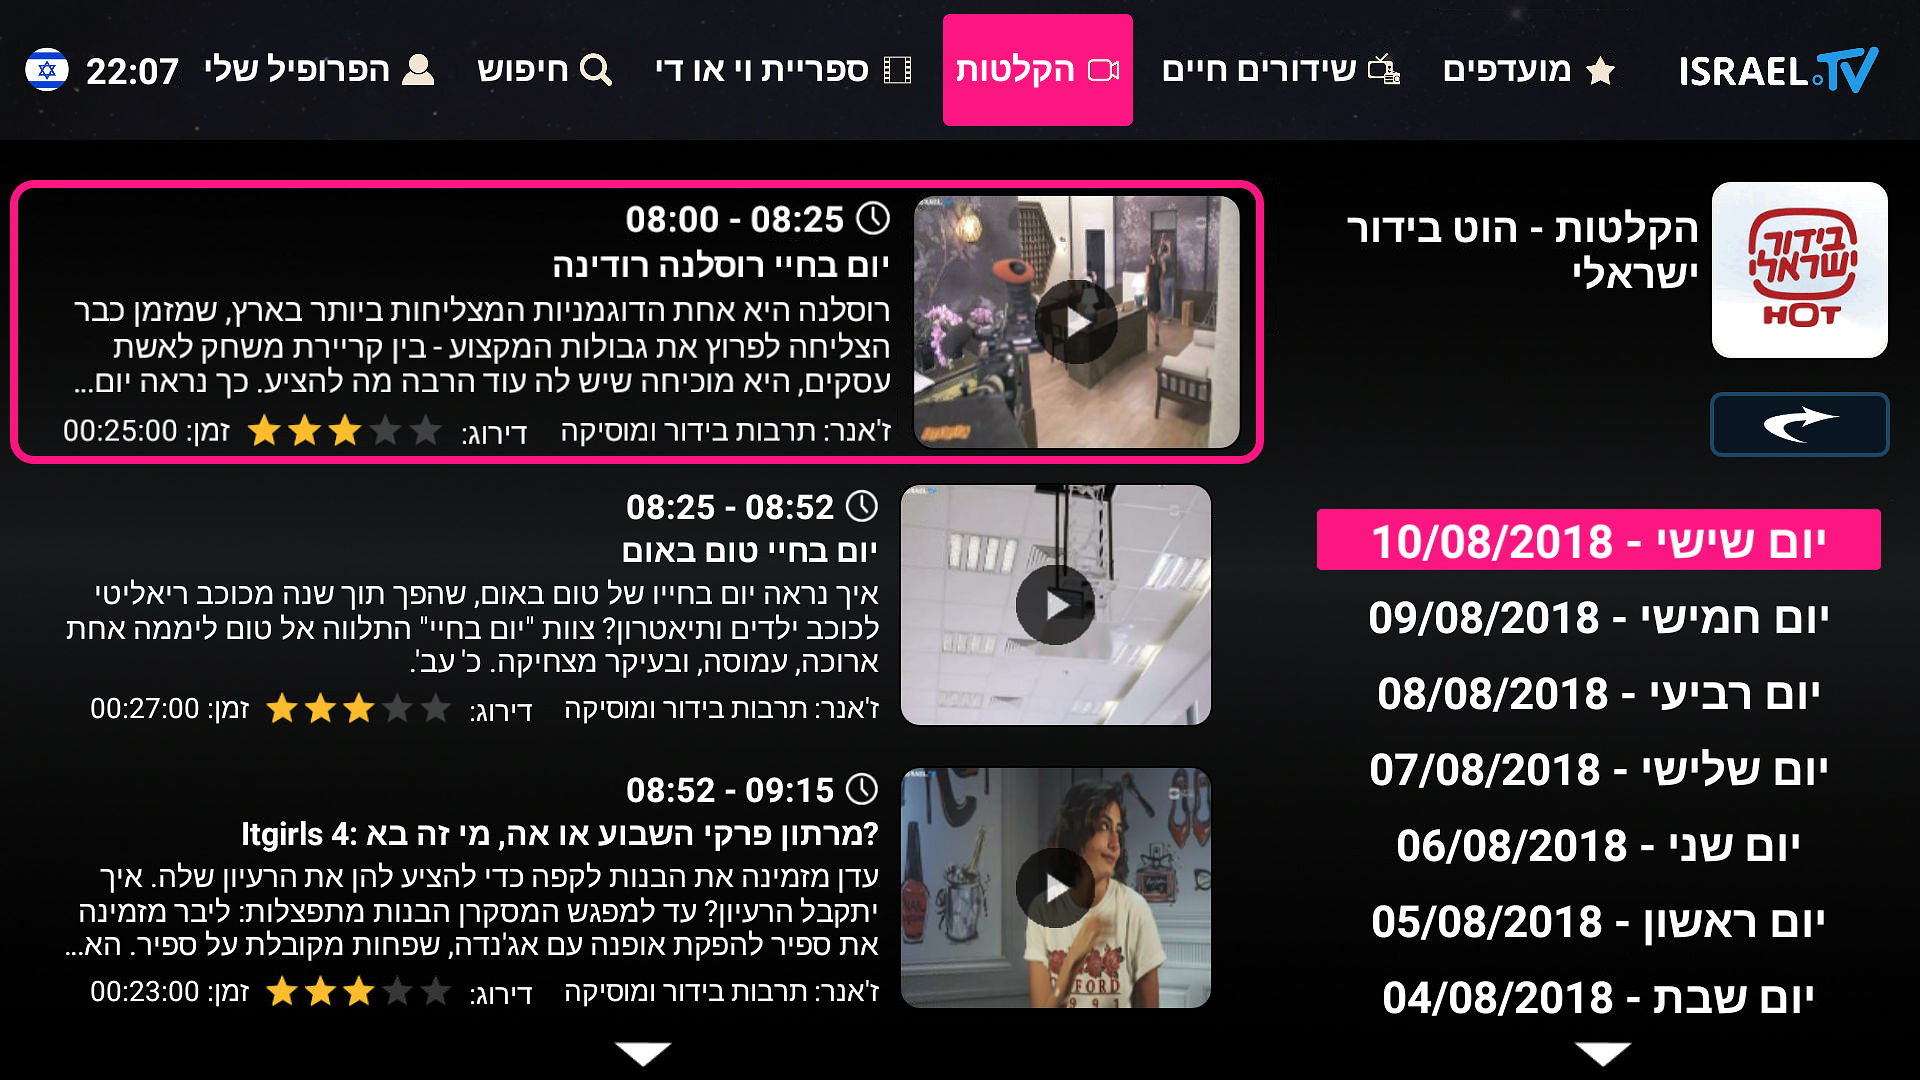 ISRAEL.TV
מועדפים
שידורים חיים
הקלטות
ספריית וי או די
חיפוש
הפרופיל שלי
22:07
בידור
ישראלי
HOT
הקלטות - הוט בידור
ישראלי
יום שישי - 10/08/2018
יום חמישי - 09/08/2018
יום רביעי - 08/08/2018
יום שלישי - 07/08/2018
יום שני - 06/08/2018
יום ראשון - 05/08/2018
יום שבת - 04/08/2018
08:00 - 08:25
יום בחיי רוסלנה רודינה
רוסלנה היא אחת הדוגמניות המצליחות ביותר בארץ, שמזמן כבר
הצליחה לפרוץ את גבולות המקצוע - בין קריירת משחק לאשת
עסקים, היא מוכיחה שיש לה עוד הרבה מה להציע. כך נראה יום...
ז'אנר: תרבות בידור ומוסיקה דירוג: זמן: 00:25:00
08:25 - 08:52
יום בחיי טום באום
איך נראה יום בחייו של טום באום, שהפך תוך שנה מכוכב ריאליטי
לכוכב ילדים ותיאטרון? צוות "יום בחיי" התלווה אל טום ליממה אחת
ארוכה, עמוסה, ובעיקר מצחיקה. כ' עב'.
ז'אנר: תרבות בידור ומוסיקה דירוג: זמן: 00:27:00
08:52 - 09:15
?מרתון פרקי השבוע או אה, מי זה בא :Itgirls 4
עדן מזמינה את הבנות לקפה כדי להציע להן את הרעיון שלה. איך
יתקבל הרעיון? עד למפגש המסקרן הבנות מתפצלות: ליבר מזמינה
את ספיר להפקת אופנה עם אג'נדה, שפחות מקובלת על ספיר. הא...
ז'אנר: תרבות בידור ומוסיקה דירוג: זמן: 00:23:00